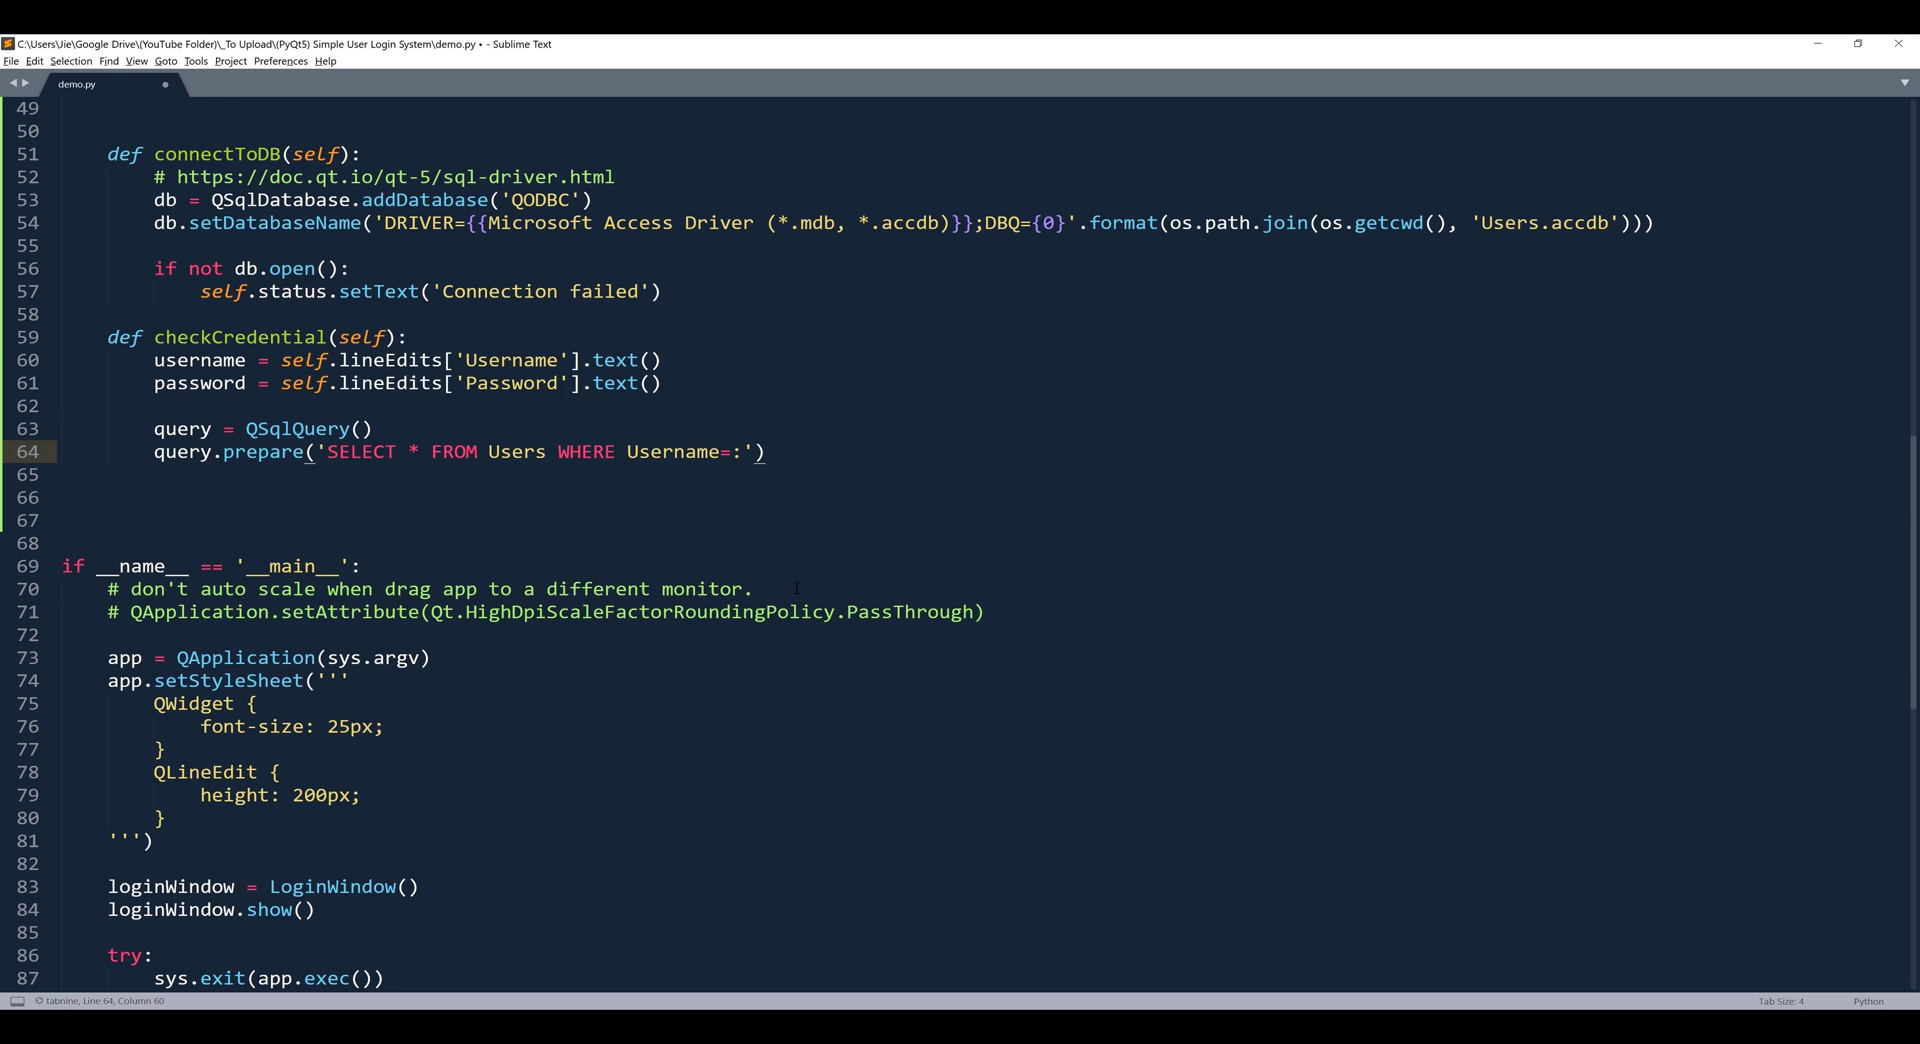 C:\Users\Jie\Google Drive\(YouTube Folder)\_To Upload\(PyQt5) Simple User Login System\demo.py • - Sublime Text
File Edit Selection Find View Goto Tools Project Preferences Help
demo.py
49
50
51 def connectToDB(self):
52 # https://doc.qt.io/qt-5/sql-driver.html
53 db = QSqlDatabase.addDatabase('QODBC')
54 db.setDatabaseName('DRIVER={{Microsoft Access Driver (*.mdb, *.accdb)}};DBQ={0}'.format(os.path.join(os.getcwd(), 'Users.accdb')))
55
56 if not db.open():
57 self.status.setText('Connection failed')
58
59 def checkCredential(self):
60 username = self.lineEdits['Username'].text()
61 password = self.lineEdits['Password'].text()
62
63 query = QSqlQuery()
64 query.prepare('SELECT * FROM Users WHERE Username=:')
65
66
67
68
69 if __name__ == '__main__':
70 # don't auto scale when drag app to a different monitor.
71 # QApplication.setAttribute(Qt.HighDpiScaleFactorRoundingPolicy.PassThrough)
72
73 app = QApplication(sys.argv)
74 app.setStyleSheet('''
75 QWidget {
76 font-size: 25px;
77 }
78 QLineEdit {
79 height: 200px;
80 }
81 ''')
82
83 loginWindow = LoginWindow()
84 loginWindow.show()
85
86 try:
87 sys.exit(app.exec())
tabnine, Line 64, Column 60 Tab Size: 4 Python